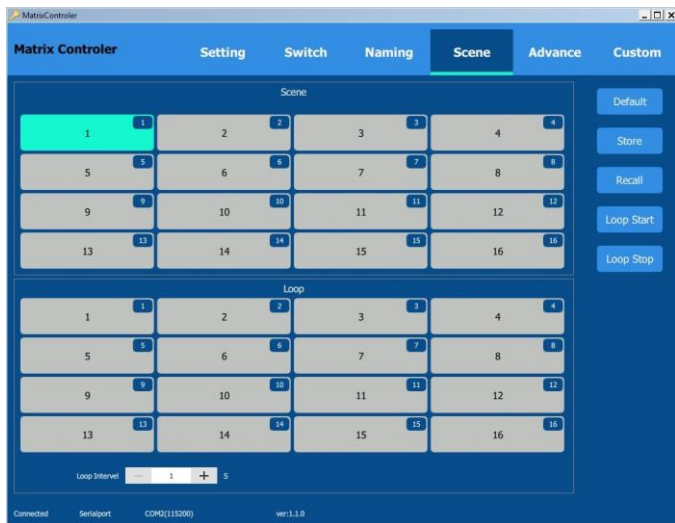 MatrixControler
Matrix Controler Setting Switch Naming Scene Advance Custom
Scene
Default
Store
Recall
Loop Start
Loop Stop
1 1 2 2 3 3 4 4
5 5 6 6 7 7 8 8
9 9 10 10 11 11 12 12
13 13 14 14 15 15 16 16
Loop
1 1 2 2 3 3 4 4
5 5 6 6 7 7 8 8
9 9 10 10 11 11 12 12
13 13 14 14 15 15 16 16
Loop Intervel — 1 + S
Connected Serialport COM2(115200) ver:1.1.0